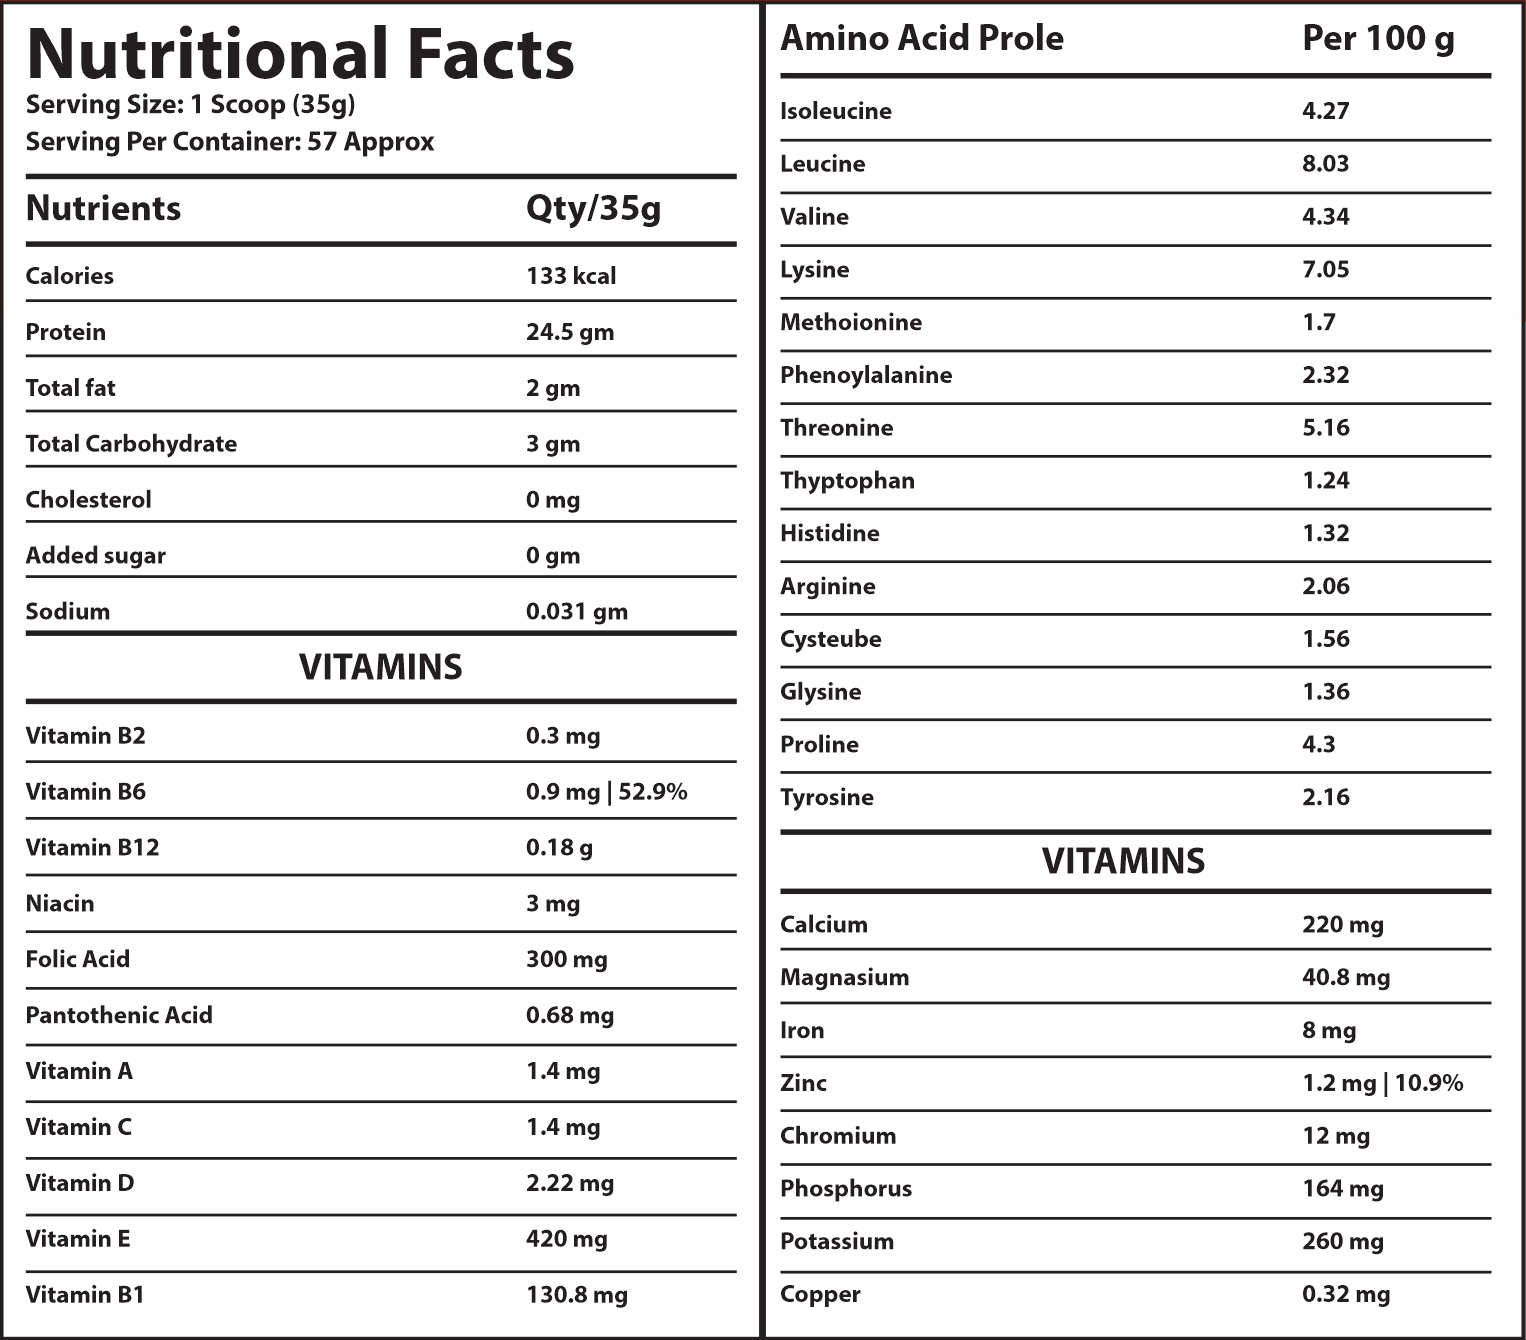 Nutritional Facts
Serving Size: 1 Scoop (35g)
Serving Per Container: 57 Approx
Nutrients Qty/35g
Calories 133 kcal
Protein 24.5 gm
Total fat 2 gm
Total Carbohydrate 3 gm
Cholesterol 0 mg
Added sugar 0 gm
Sodium 0.031 gm
VITAMINS
Vitamin B2 0.3 mg
Vitamin B6 0.9 mg | 52.9%
Vitamin B12 0.18 g
Niacin 3 mg
Folic Acid 300 mg
Pantothenic Acid 0.68 mg
Vitamin A 1.4 mg
Vitamin C 1.4 mg
Vitamin D 2.22 mg
Vitamin E 420 mg
Vitamin B1 130.8 mg
Amino Acid Prole Per 100 g
Isoleucine 4.27
Leucine 8.03
Valine 4.34
Lysine 7.05
Methoionine 1.7
Phenoylalanine 2.32
Threonine 5.16
Thyptophan 1.24
Histidine 1.32
Arginine 2.06
Cysteube 1.56
Glysine 1.36
Proline 4.3
Tyrosine 2.16
VITAMINS
Calcium 220 mg
Magnasium 40.8 mg
Iron 8 mg
Zinc 1.2 mg | 10.9%
Chromium 12 mg
Phosphorus 164 mg
Potassium 260 mg
Copper 0.32 mg